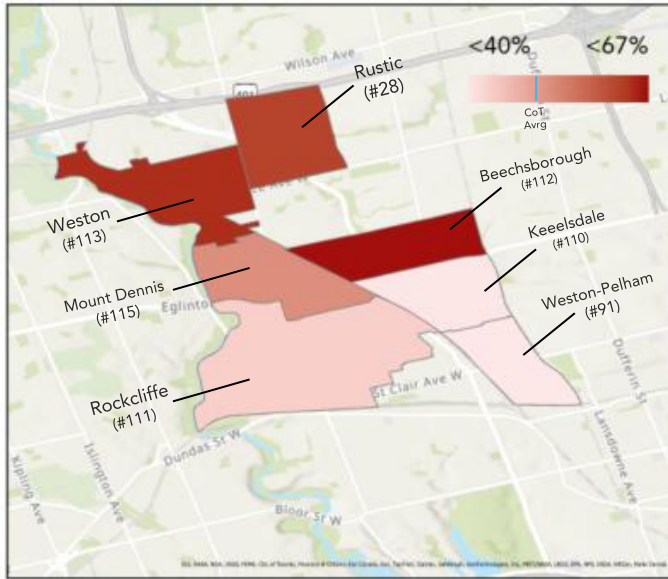 <40%
<67%
CoT
Avrg
Wilson Ave
401
Rustic
(#28)
Beechsborough
(#112)
Weston
(#113)
Keeelsdale
(#110)
Mount Dennis
(#115)
Eglinto
Weston-Pelham
(#91)
Rockcliffe
(#111)
St Clair Ave W
Dufferin St
Lansdowne Ave
Dundas St W
Islington Ave
Kipling Ave
Bloor St W